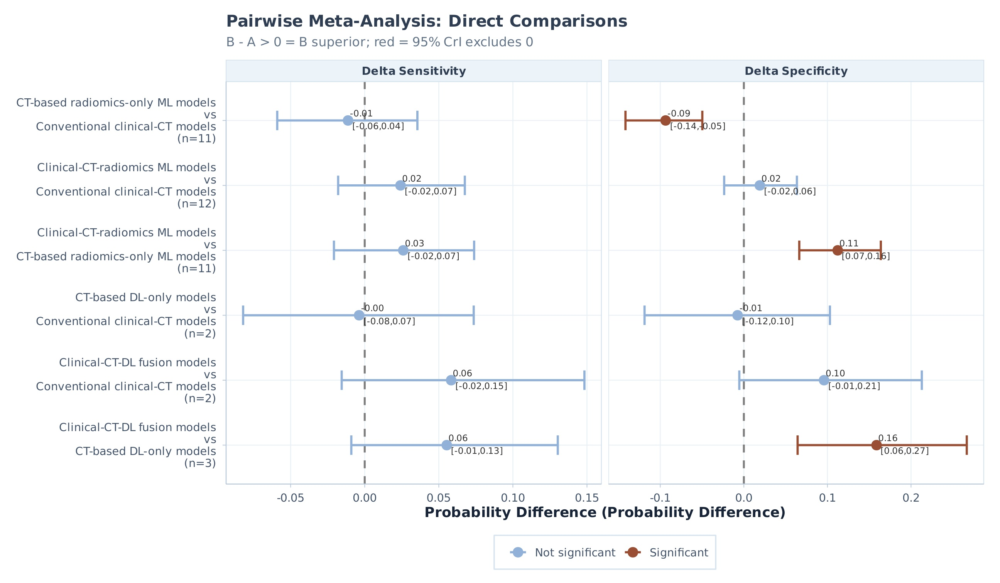 Pairwise Meta-Analysis: Direct Comparisons
B - A > 0 = B superior; red = 95% CrI excludes 0
Delta Sensitivity
Delta Specificity
CT-based radiomics-only ML models
vs
Conventional clinical-CT models
(n=11)
-0.01
[-0.06,0.04]
-0.09
[-0.14,-0.05]
Clinical-CT-radiomics ML models
vs
Conventional clinical-CT models
(n=12)
0.02
[-0.02,0.07]
0.02
[-0.02,0.06]
Clinical-CT-radiomics ML models
vs
CT-based radiomics-only ML models
(n=11)
0.03
[-0.02,0.07]
0.11
[0.07,0.16]
CT-based DL-only models
vs
Conventional clinical-CT models
(n=2)
-0.00
[-0.08,0.07]
-0.01
[-0.12,0.10]
Clinical-CT-DL fusion models
vs
Conventional clinical-CT models
(n=2)
0.06
[-0.02,0.15]
0.10
[-0.01,0.21]
Clinical-CT-DL fusion models
vs
CT-based DL-only models
(n=3)
0.06
[-0.01,0.13]
0.16
[0.06,0.27]
-0.05 0.00 0.05 0.10 0.15
-0.1 0.0 0.1 0.2
Probability Difference (Probability Difference)
Not significant
Significant